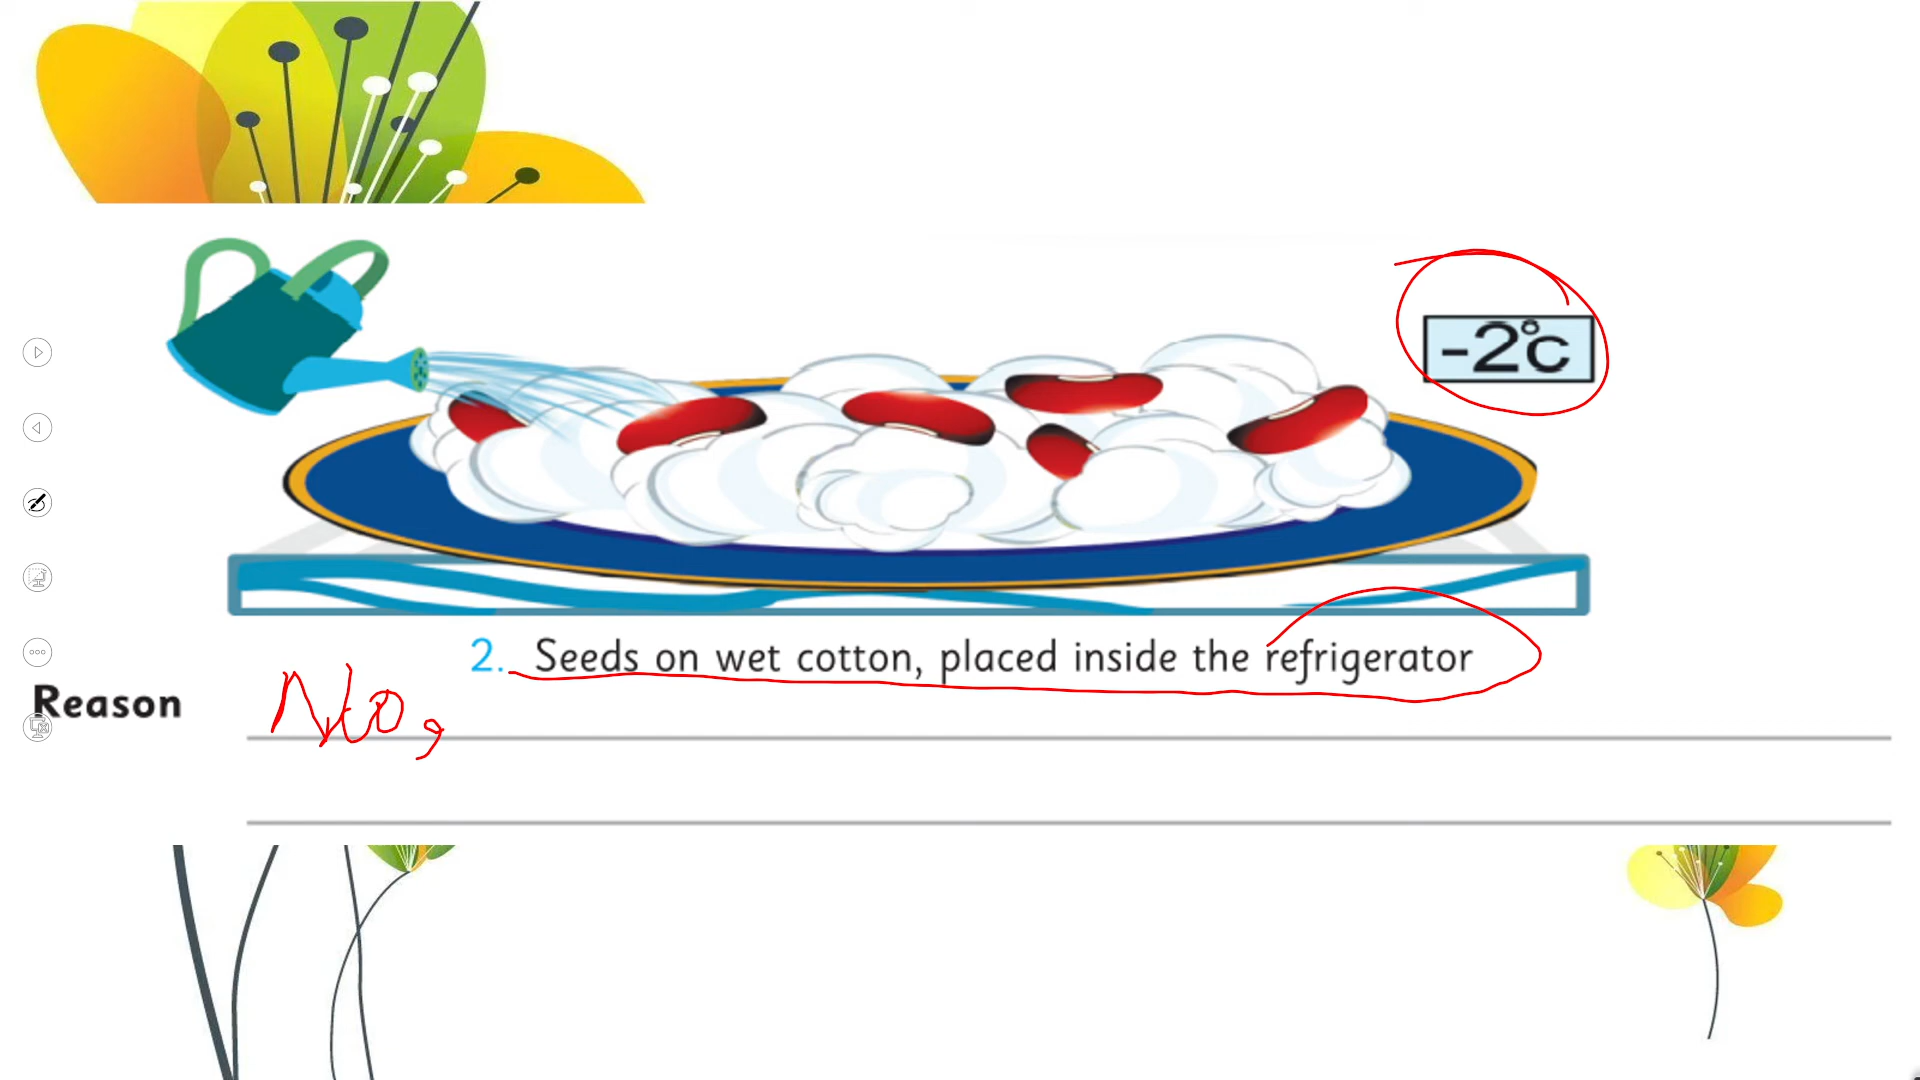 -2°c
2. Seeds on wet cotton, placed inside the refrigerator
Reason No,